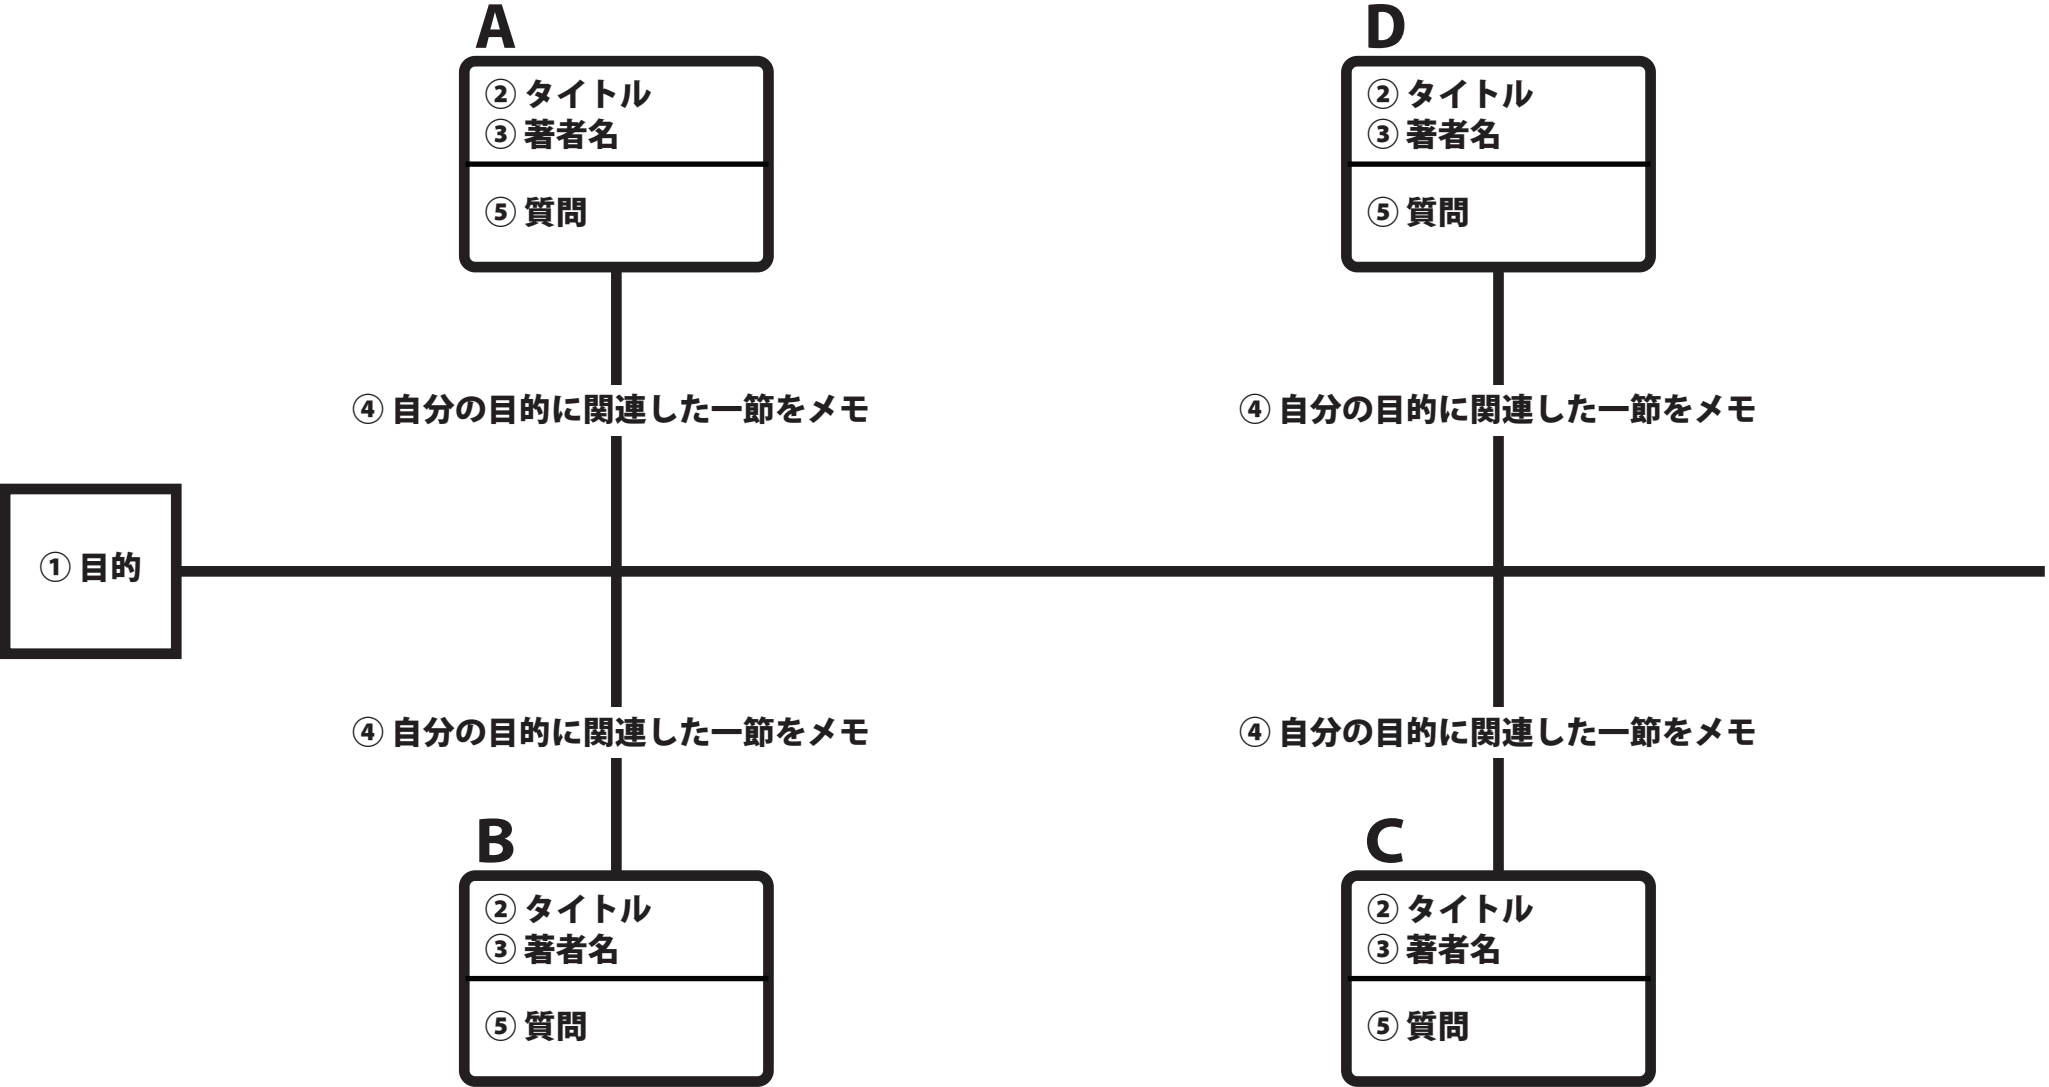 A
② タイトル
③ 著者名
⑤ 質問
④ 自分の目的に関連した一節をメモ
D
② タイトル
③ 著者名
⑤ 質問
④ 自分の目的に関連した一節をメモ
① 目的
④ 自分の目的に関連した一節をメモ
B
② タイトル
③ 著者名
⑤ 質問
④ 自分の目的に関連した一節をメモ
C
② タイトル
③ 著者名
⑤ 質問